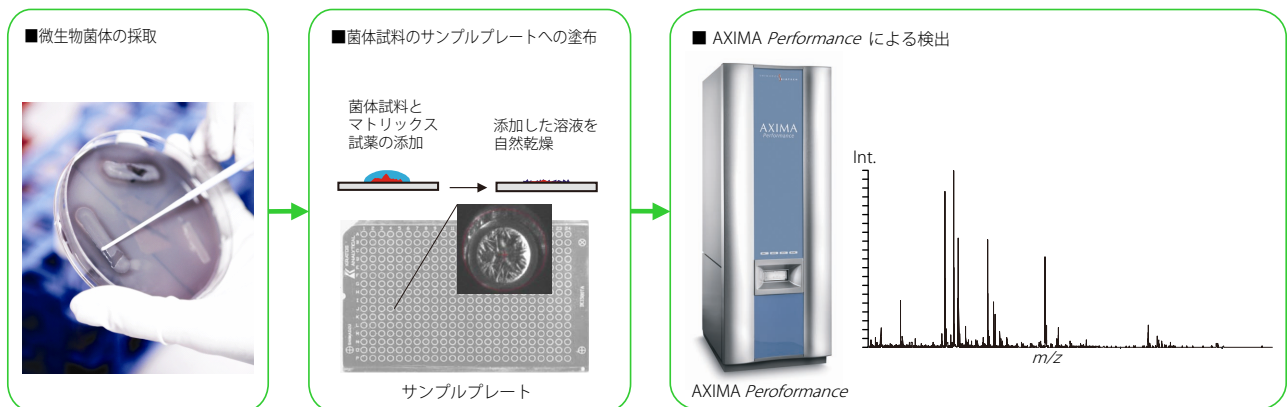 ■微生物菌体の採取
■菌体試料のサンプルプレートへの塗布
菌体試料と
マトリックス
試薬の添加
添加した溶液を
自然乾燥
サンプルプレート
■ AXIMA Performance による検出
AXIMA
Performance
AXIMA Peroformance
Int.
m/z